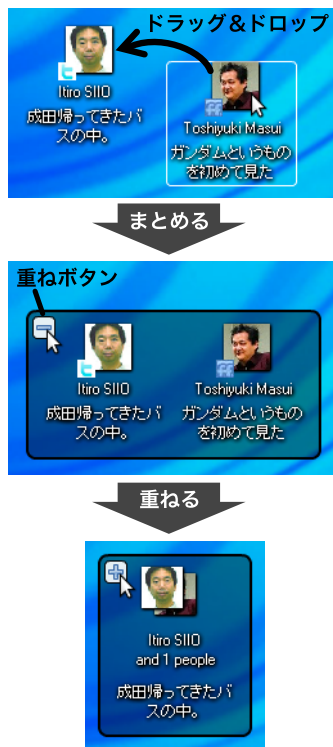 ドラッグ&ドロップ
Itiro SIIO
成田帰ってきたバ
スの中。
Toshiyuki Masui
ガンダムというもの
を初めて見た
まとめる
重ねボタン
Itiro SIIO
成田帰ってきたバ
スの中。
Toshiyuki Masui
ガンダムというもの
を初めて見た
重ねる
Itiro SIIO
and 1 people
成田帰ってきたバ
スの中。